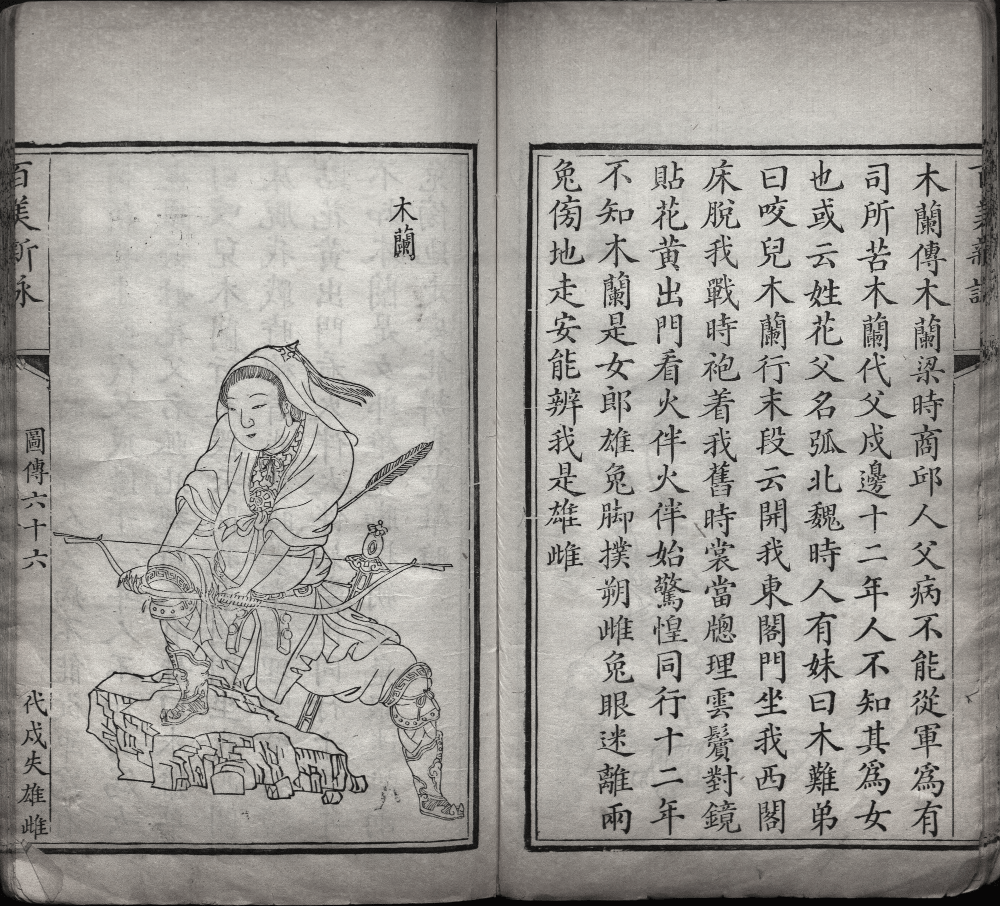 木蘭傳木蘭梁時商邱人父病不能從軍爲有
司所苦木蘭代父戍邊十二年人不知其爲女
也或云姓花父名弧北魏時人有妹曰木難弟
曰咬兒木蘭行末段云開我東閣門坐我西閣
床脫我戰時袍着我舊時裳當牕理雲鬢對鏡
貼花黃出門看火伴火伴始驚惶同行十二年
不知木蘭是女郎雄兔脚撲朔雌兔眼迷離兩
兔傍地走安能辨我是雄雌
木蘭
百美新詠
圖傳六十六
代戍失雄雌